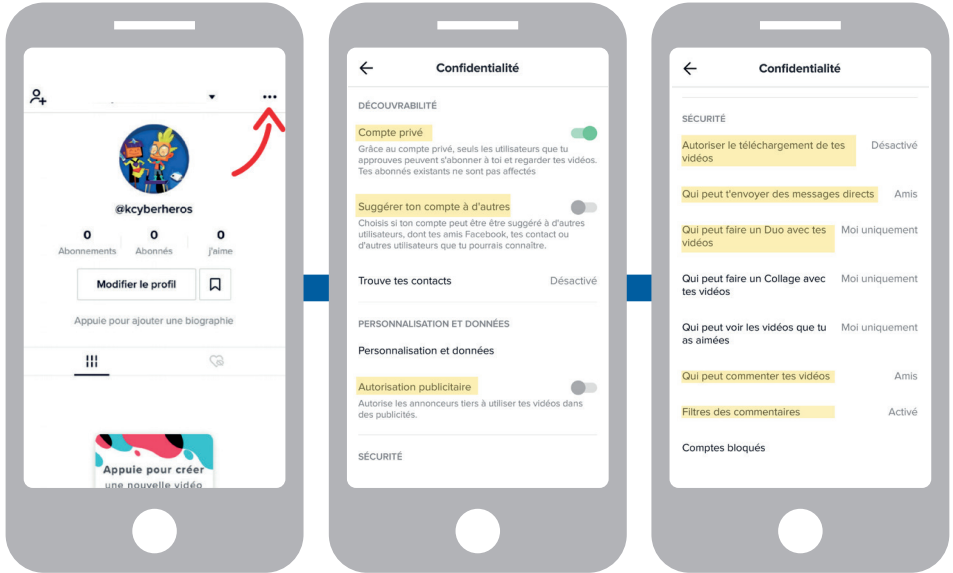 @kcyberheros
0 0 0
Abonnements Abonnés j'aime
Modifier le profil
Appuie pour ajouter une biographie
Appuie pour créer
une nouvelle vidéo
Confidentialité
DÉCOUVRABILITÉ
Compte privé
Grâce au compte privé, seuls les utilisateurs que tu
approuves peuvent s'abonner à toi et regarder tes vidéos.
Tes abonnés existants ne sont pas affectés
Suggérer ton compte à d'autres
Choisis si ton compte peut être être suggéré à d'autres
utilisateurs, dont tes amis Facebook, tes contact ou
d'autres utilisateurs que tu pourrais connaître.
Trouve tes contacts Désactivé
PERSONNALISATION ET DONNÉES
Personnalisation et données
Autorisation publicitaire
Autorise les annonceurs tiers à utiliser tes vidéos dans
des publicités.
SÉCURITÉ
Confidentialité
SÉCURITÉ
Autoriser le téléchargement de tes Désactivé
vidéos
Qui peut t'envoyer des messages directs Amis
Qui peut faire un Duo avec tes Moi uniquement
vidéos
Qui peut faire un Collage avec Moi uniquement
tes vidéos
Qui peut voir les vidéos que tu Moi uniquement
as aimées
Qui peut commenter tes vidéos Amis
Filtres des commentaires Activé
Comptes bloqués